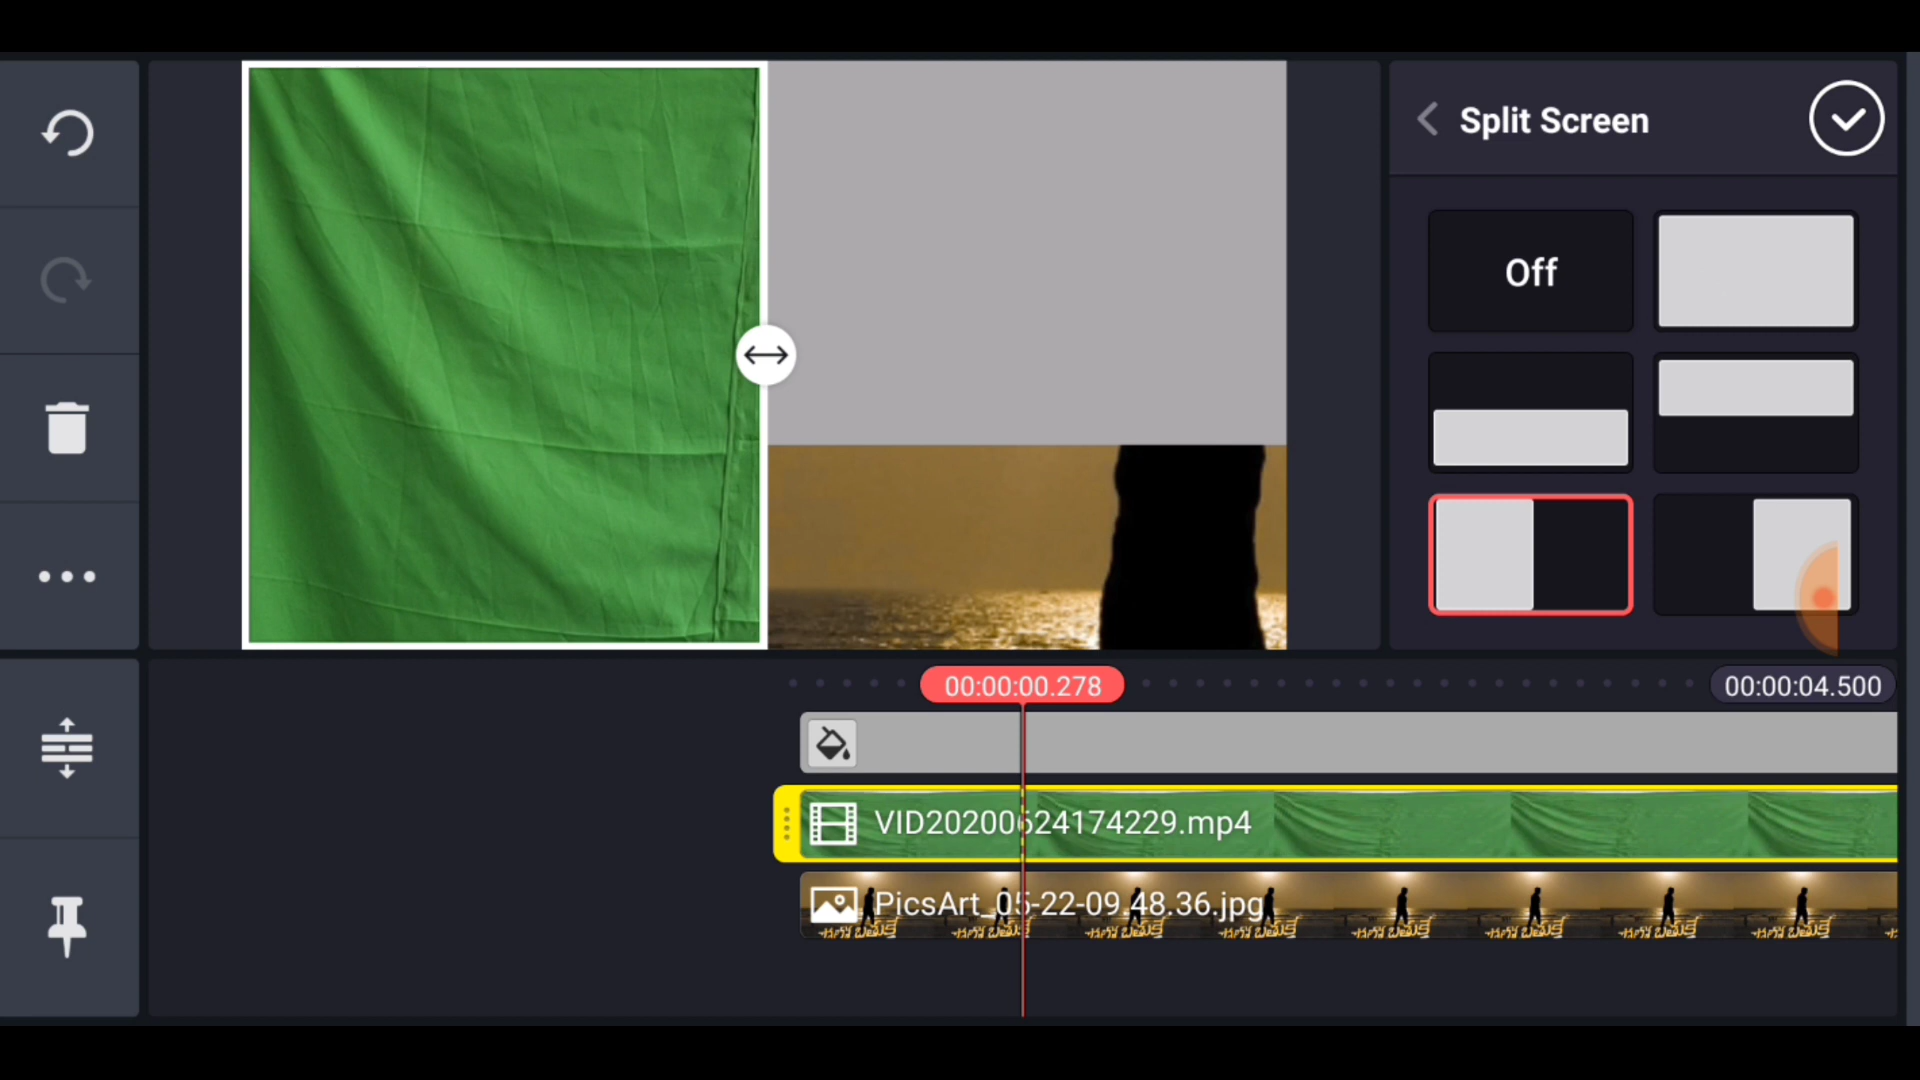 Split Screen
Off
00:00:00.278
00:00:04.500
VID20200624174229.mp4
PicsArt_05-22-09.48.36.jpg